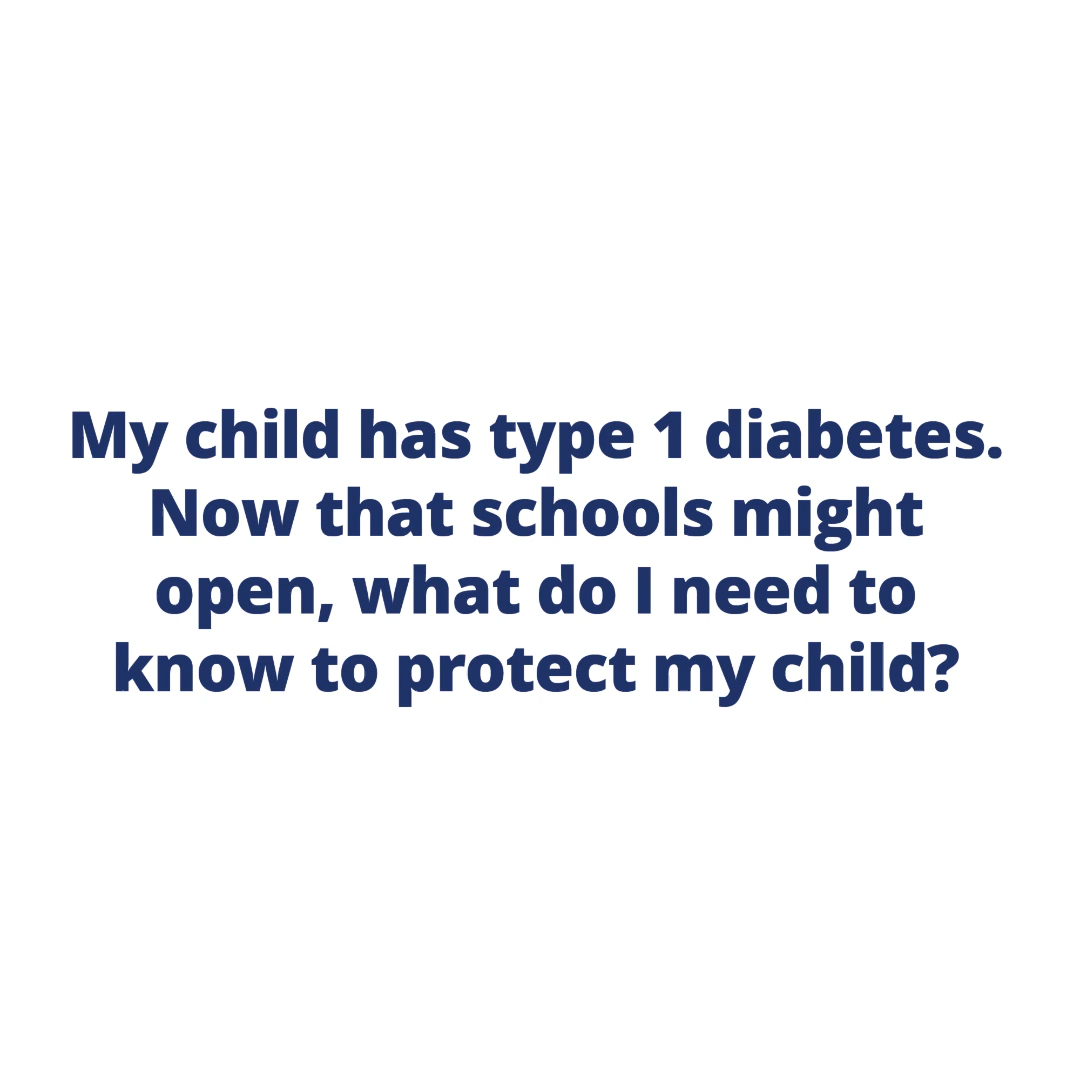 My child has type 1 diabetes.
Now that schools might
open, what do I need to
know to protect my child?